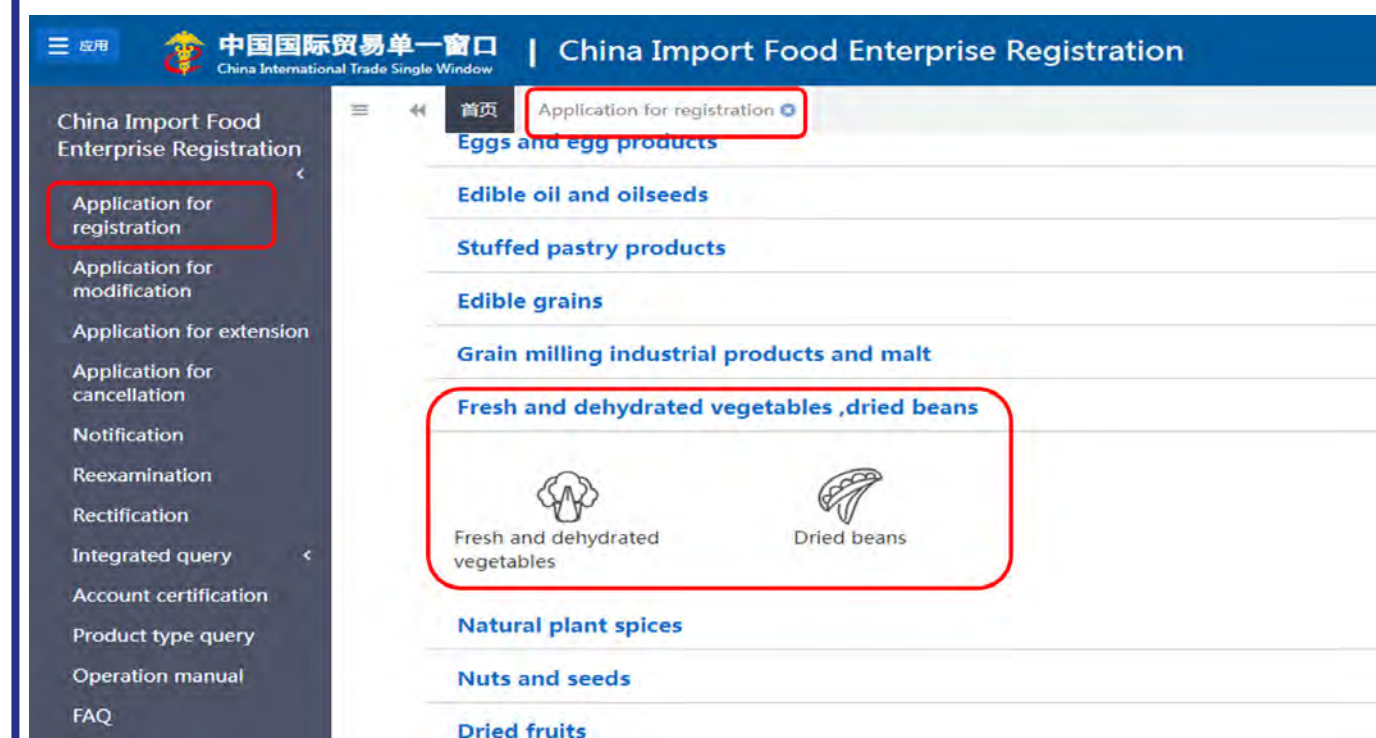 应用
中国国际贸易单一窗口
China International Trade Single Window
| China Import Food Enterprise Registration
China Import Food
Enterprise Registration
Application for
registration
Application for
modification
Application for extension
Application for
cancellation
Notification
Reexamination
Rectification
Integrated query
Account certification
Product type query
Operation manual
FAQ
首页
Application for registration
Eggs and egg products
Edible oil and oilseeds
Stuffed pastry products
Edible grains
Grain milling industrial products and malt
Fresh and dehydrated vegetables ,dried beans
Fresh and dehydrated
vegetables
Dried beans
Natural plant spices
Nuts and seeds
Dried fruits